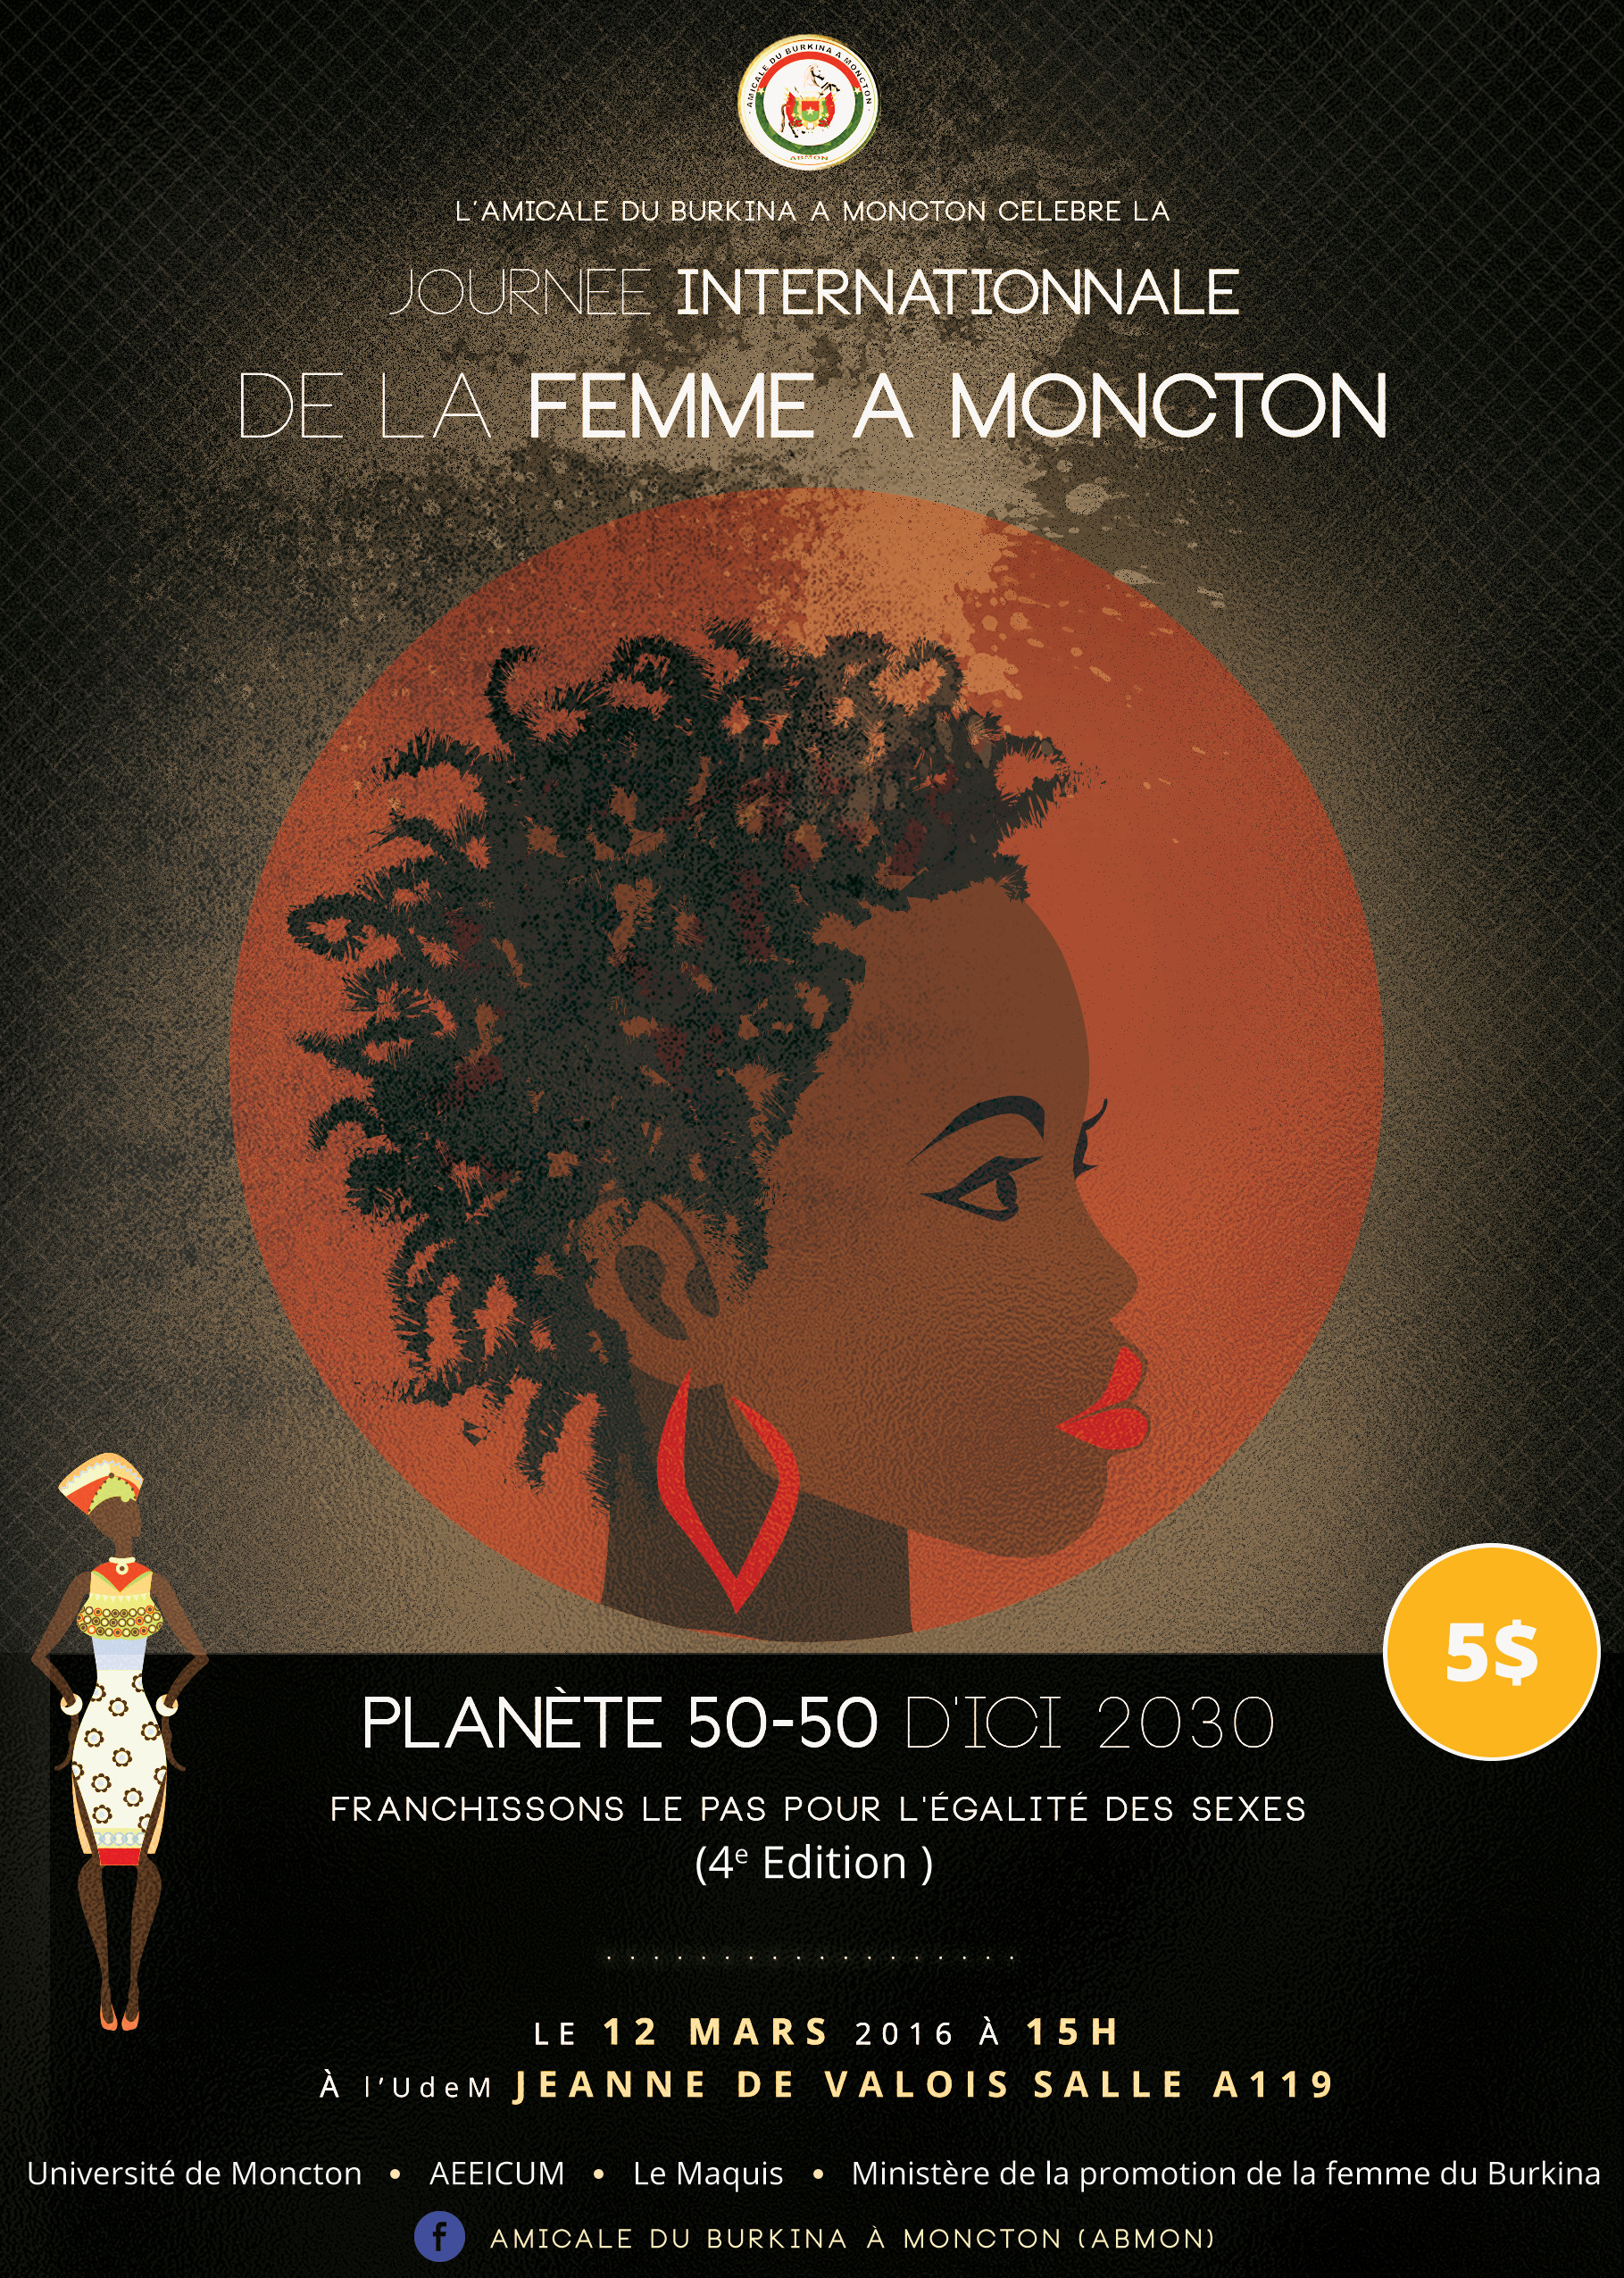 AMICALE DU BURKINA A MONCTON
ABMON
L'AMICALE DU BURKINA A MONCTON CELEBRE LA
JOURNEE INTERNATIONNALE
DE LA FEMME A MONCTON
5$
PLANÈTE 50-50 D'ICI 2030
FRANCHISSONS LE PAS POUR L'ÉGALITÉ DES SEXES
(4e Edition )
LE 12 MARS 2016 À 15H
À l'UdeM JEANNE DE VALOIS SALLE A119
Université de Moncton • AEEICUM • Le Maquis • Ministère de la promotion de la femme du Burkina
f AMICALE DU BURKINA À MONCTON (ABMON)